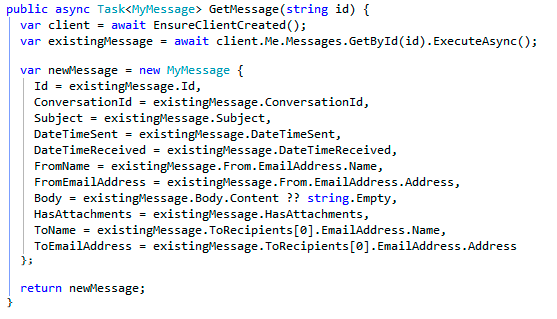 public async Task<MyMessage> GetMessage(string id) {
var client = await EnsureClientCreated();
var existingMessage = await client.Me.Messages.GetById(id).ExecuteAsync();
var newMessage = new MyMessage {
Id = existingMessage.Id,
ConversationId = existingMessage.ConversationId,
Subject = existingMessage.Subject,
DateTimeSent = existingMessage.DateTimeSent,
DateTimeReceived = existingMessage.DateTimeReceived,
FromName = existingMessage.From.EmailAddress.Name,
FromEmailAddress = existingMessage.From.EmailAddress.Address,
Body = existingMessage.Body.Content ?? string.Empty,
HasAttachments = existingMessage.HasAttachments,
ToName = existingMessage.ToRecipients[0].EmailAddress.Name,
ToEmailAddress = existingMessage.ToRecipients[0].EmailAddress.Address
};
return newMessage;
}